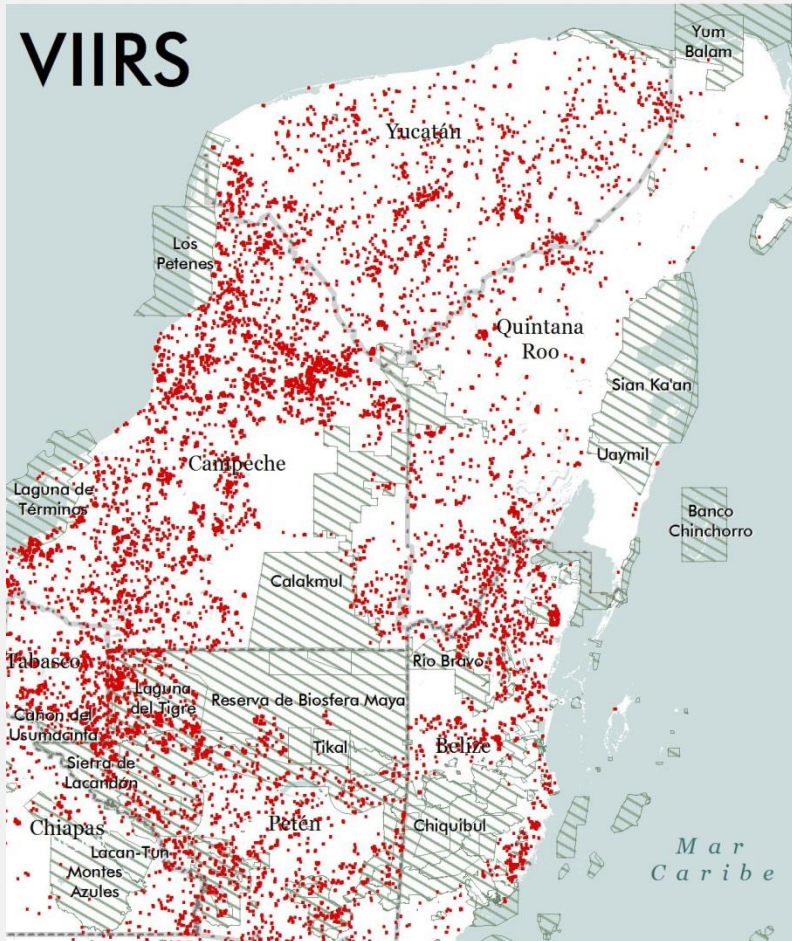 VIIRS
Yum
Balam
Yucatán
Los
Petenes
Quintana
Roo
Sian Ka'an
Uaymil
Campeche
Laguna de
Términos
Banco
Chinchorro
Calakmul
Tabasco
Rio Bravo
Laguna
del Tigre
Reserva de Biosfera Maya
Cañon del
Usumacinta
Tikal
Belize
Sierra de
Lacandón
Petén
Chiquibul
Chiapas
Lacan-Tun
Montes
Azules
Mar
Caribe